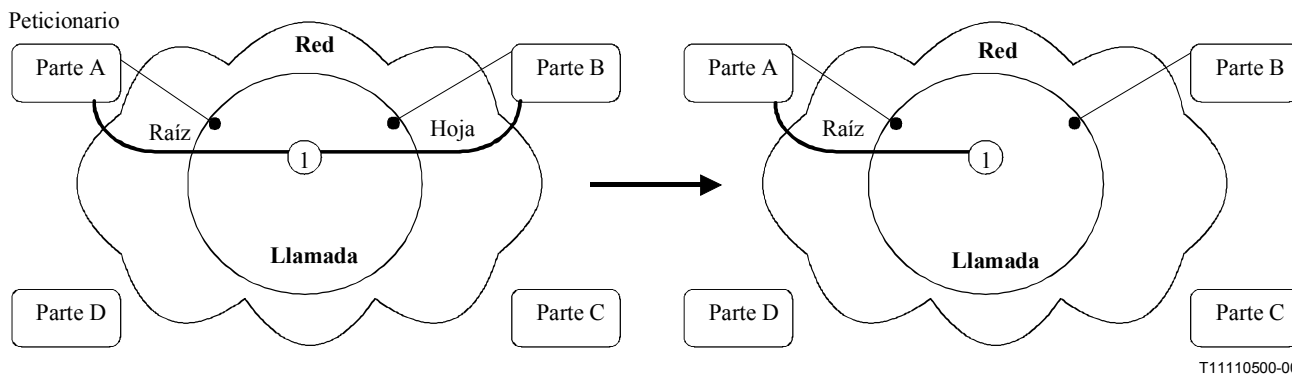 Peticionario
Parte A
Red
Parte B
Raíz
Hoja
1
Llamada
Parte D
Parte C
Parte A
Red
Parte B
Raíz
1
Llamada
Parte D
Parte C